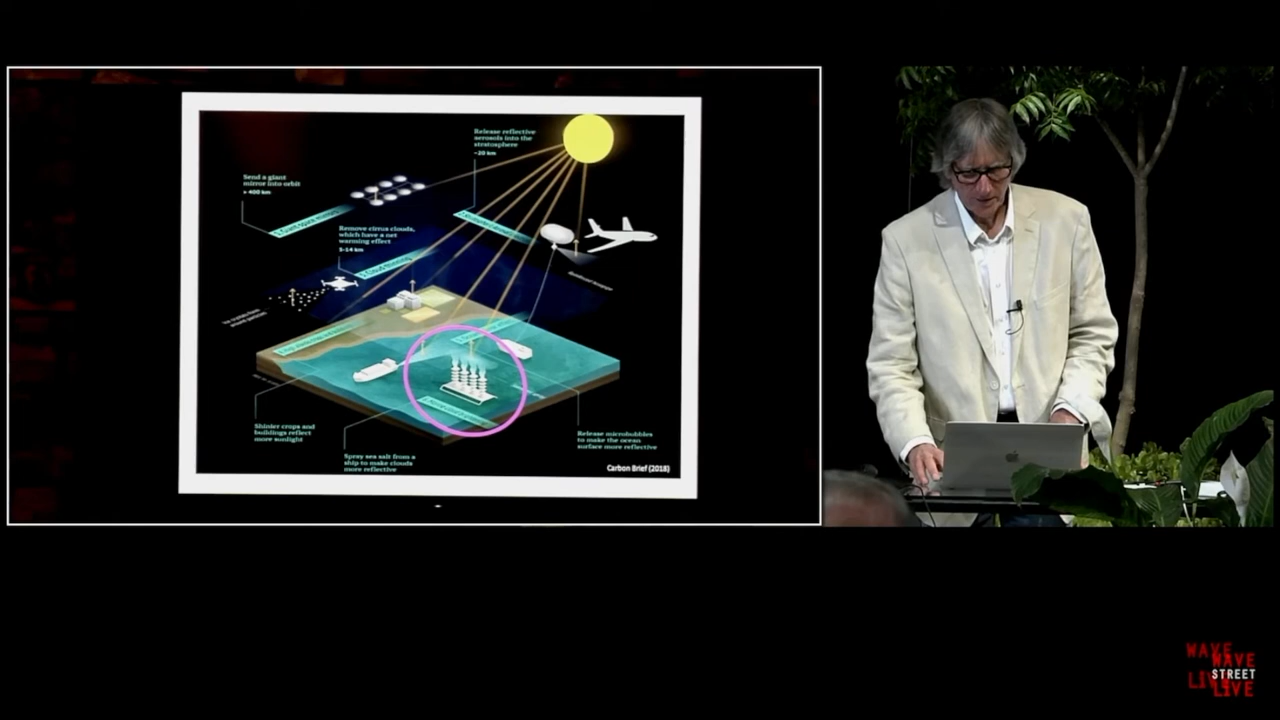 Release reflective
aerosols into the
stratosphere
~20 km
Send a giant
mirror into orbit
> 400 km
Remove cirrus clouds,
which have a net
warming effect
5-14 km
Shinier crops and
buildings reflect
more sunlight
Spray sea salt from a
ship to make clouds
more reflective
Release microbubbles
to make the ocean
surface more reflective
Carbon Brief (2018)
WAVE
WAVE
STREET
LIVE